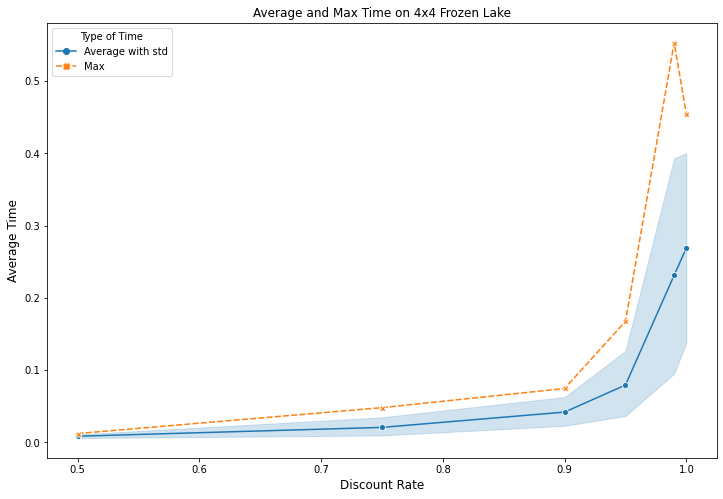 Average and Max Time on 4x4 Frozen Lake
Type of Time
Average with std
Max
Average Time
0.5
0.4
0.3
0.2
0.1
0.0
0.5 0.6 0.7 0.8 0.9 1.0
Discount Rate